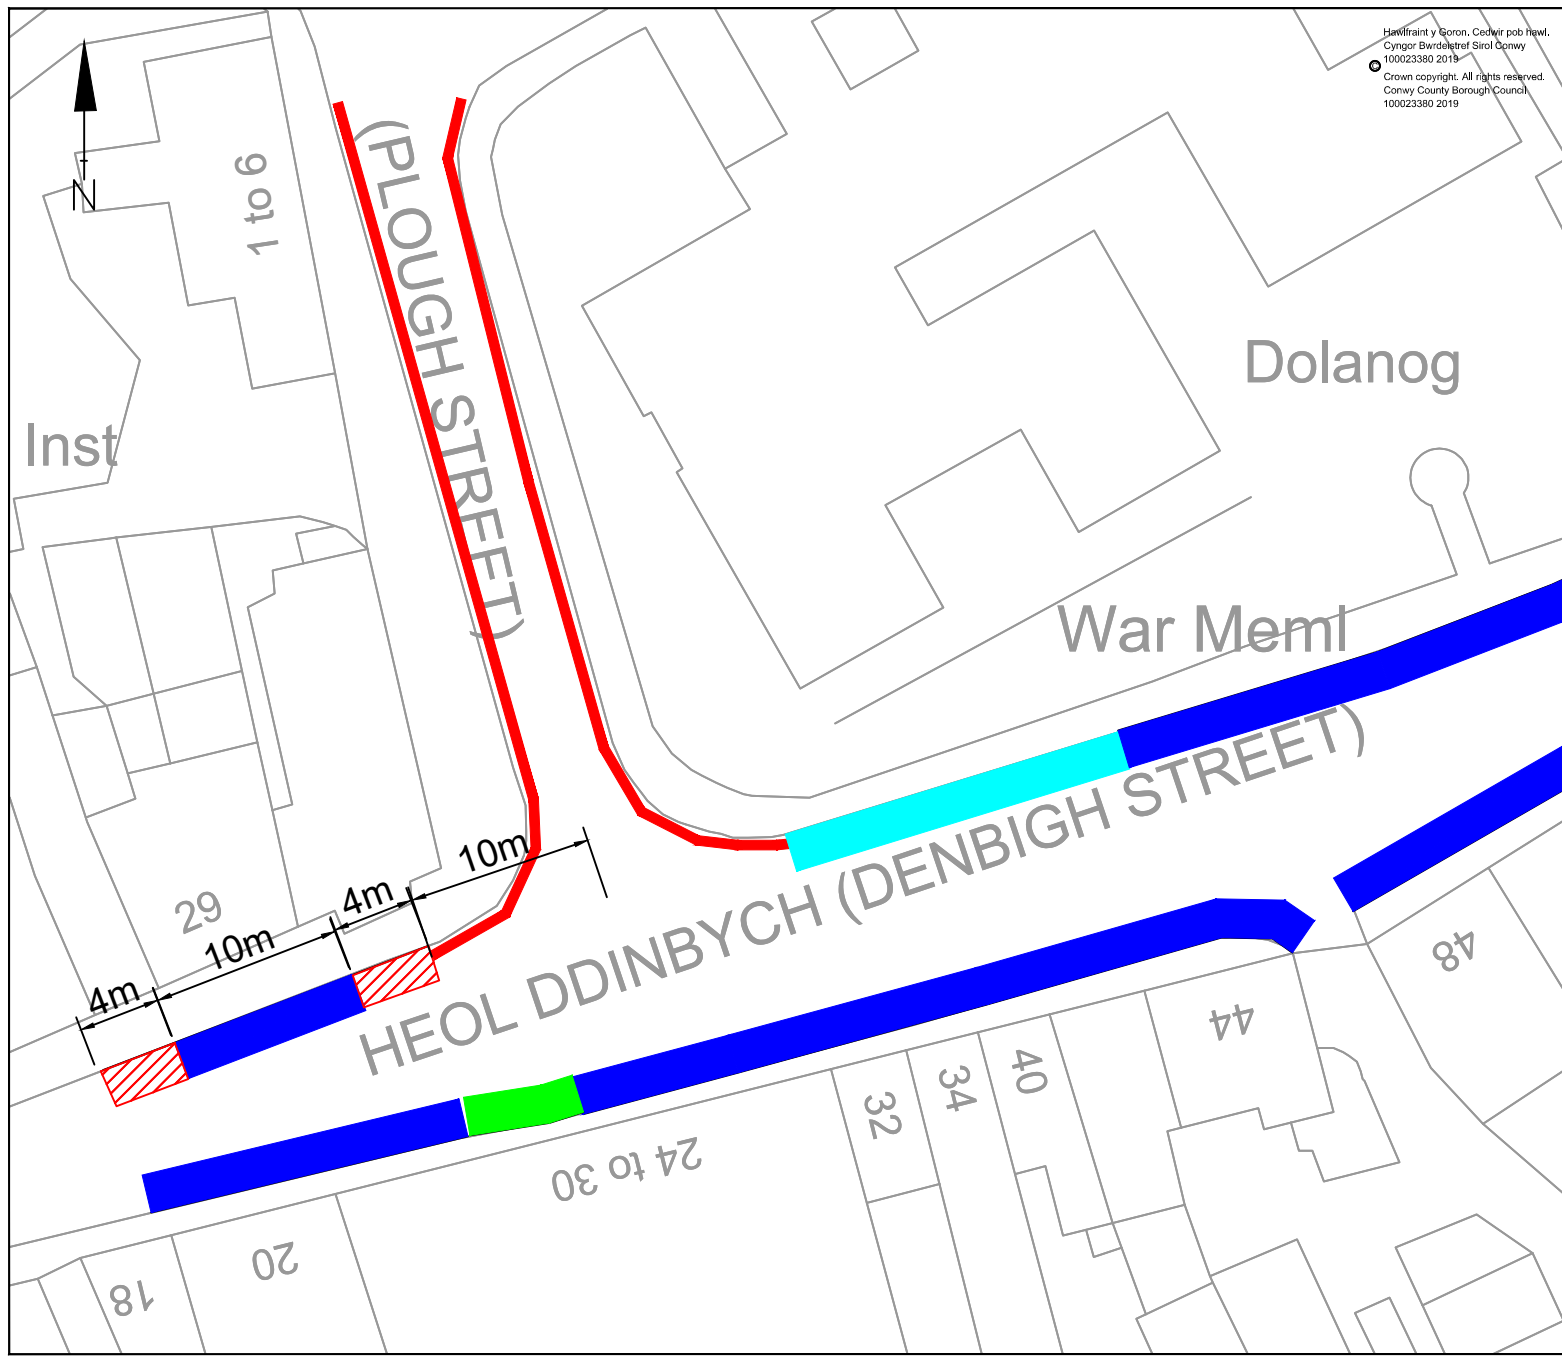 Hawlfraint y Goron. Cedwir pob hawl.
Cyngor Bwrdeistref Sirol Conwy
100023380 2019
© Crown copyright. All rights reserved.
Conwy County Borough Council
100023380 2019
N
1 to 6
(PLOUGH STREET)
Inst
Dolanog
War Meml
29
4m
10m
4m
10m
HEOL DDINBYCH (DENBIGH STREET)
48
44
40
34
32
24 to 30
20
18